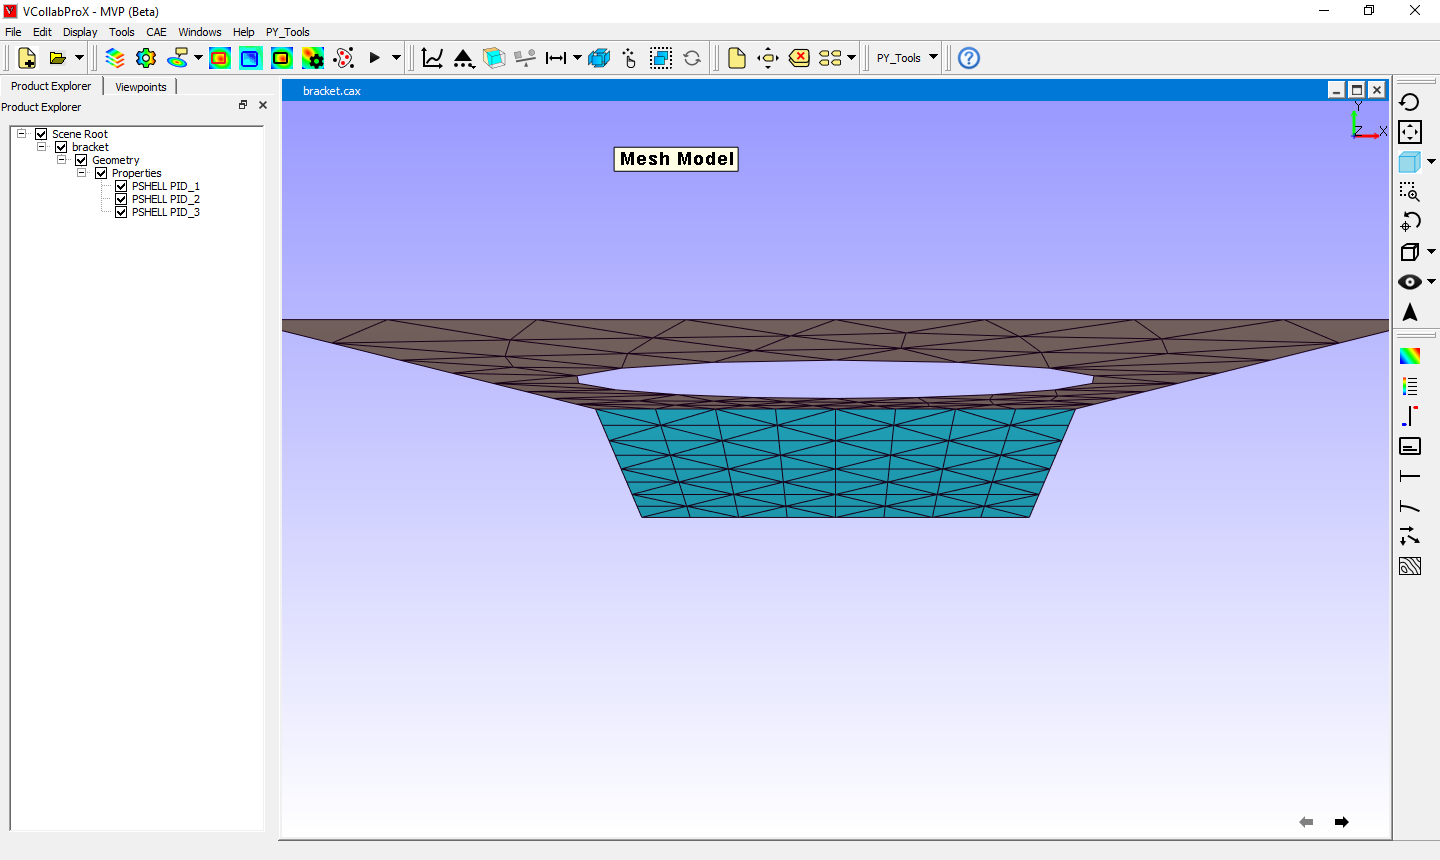 VCollabProX - MVP (Beta)
File Edit Display Tools CAE Windows Help PY_Tools
PY_Tools
Product Explorer Viewpoints
Product Explorer
bracket.cax
Scene Root
bracket
Geometry
Properties
PSHELL PID_1
PSHELL PID_2
PSHELL PID_3
Mesh Model
Y
Z X